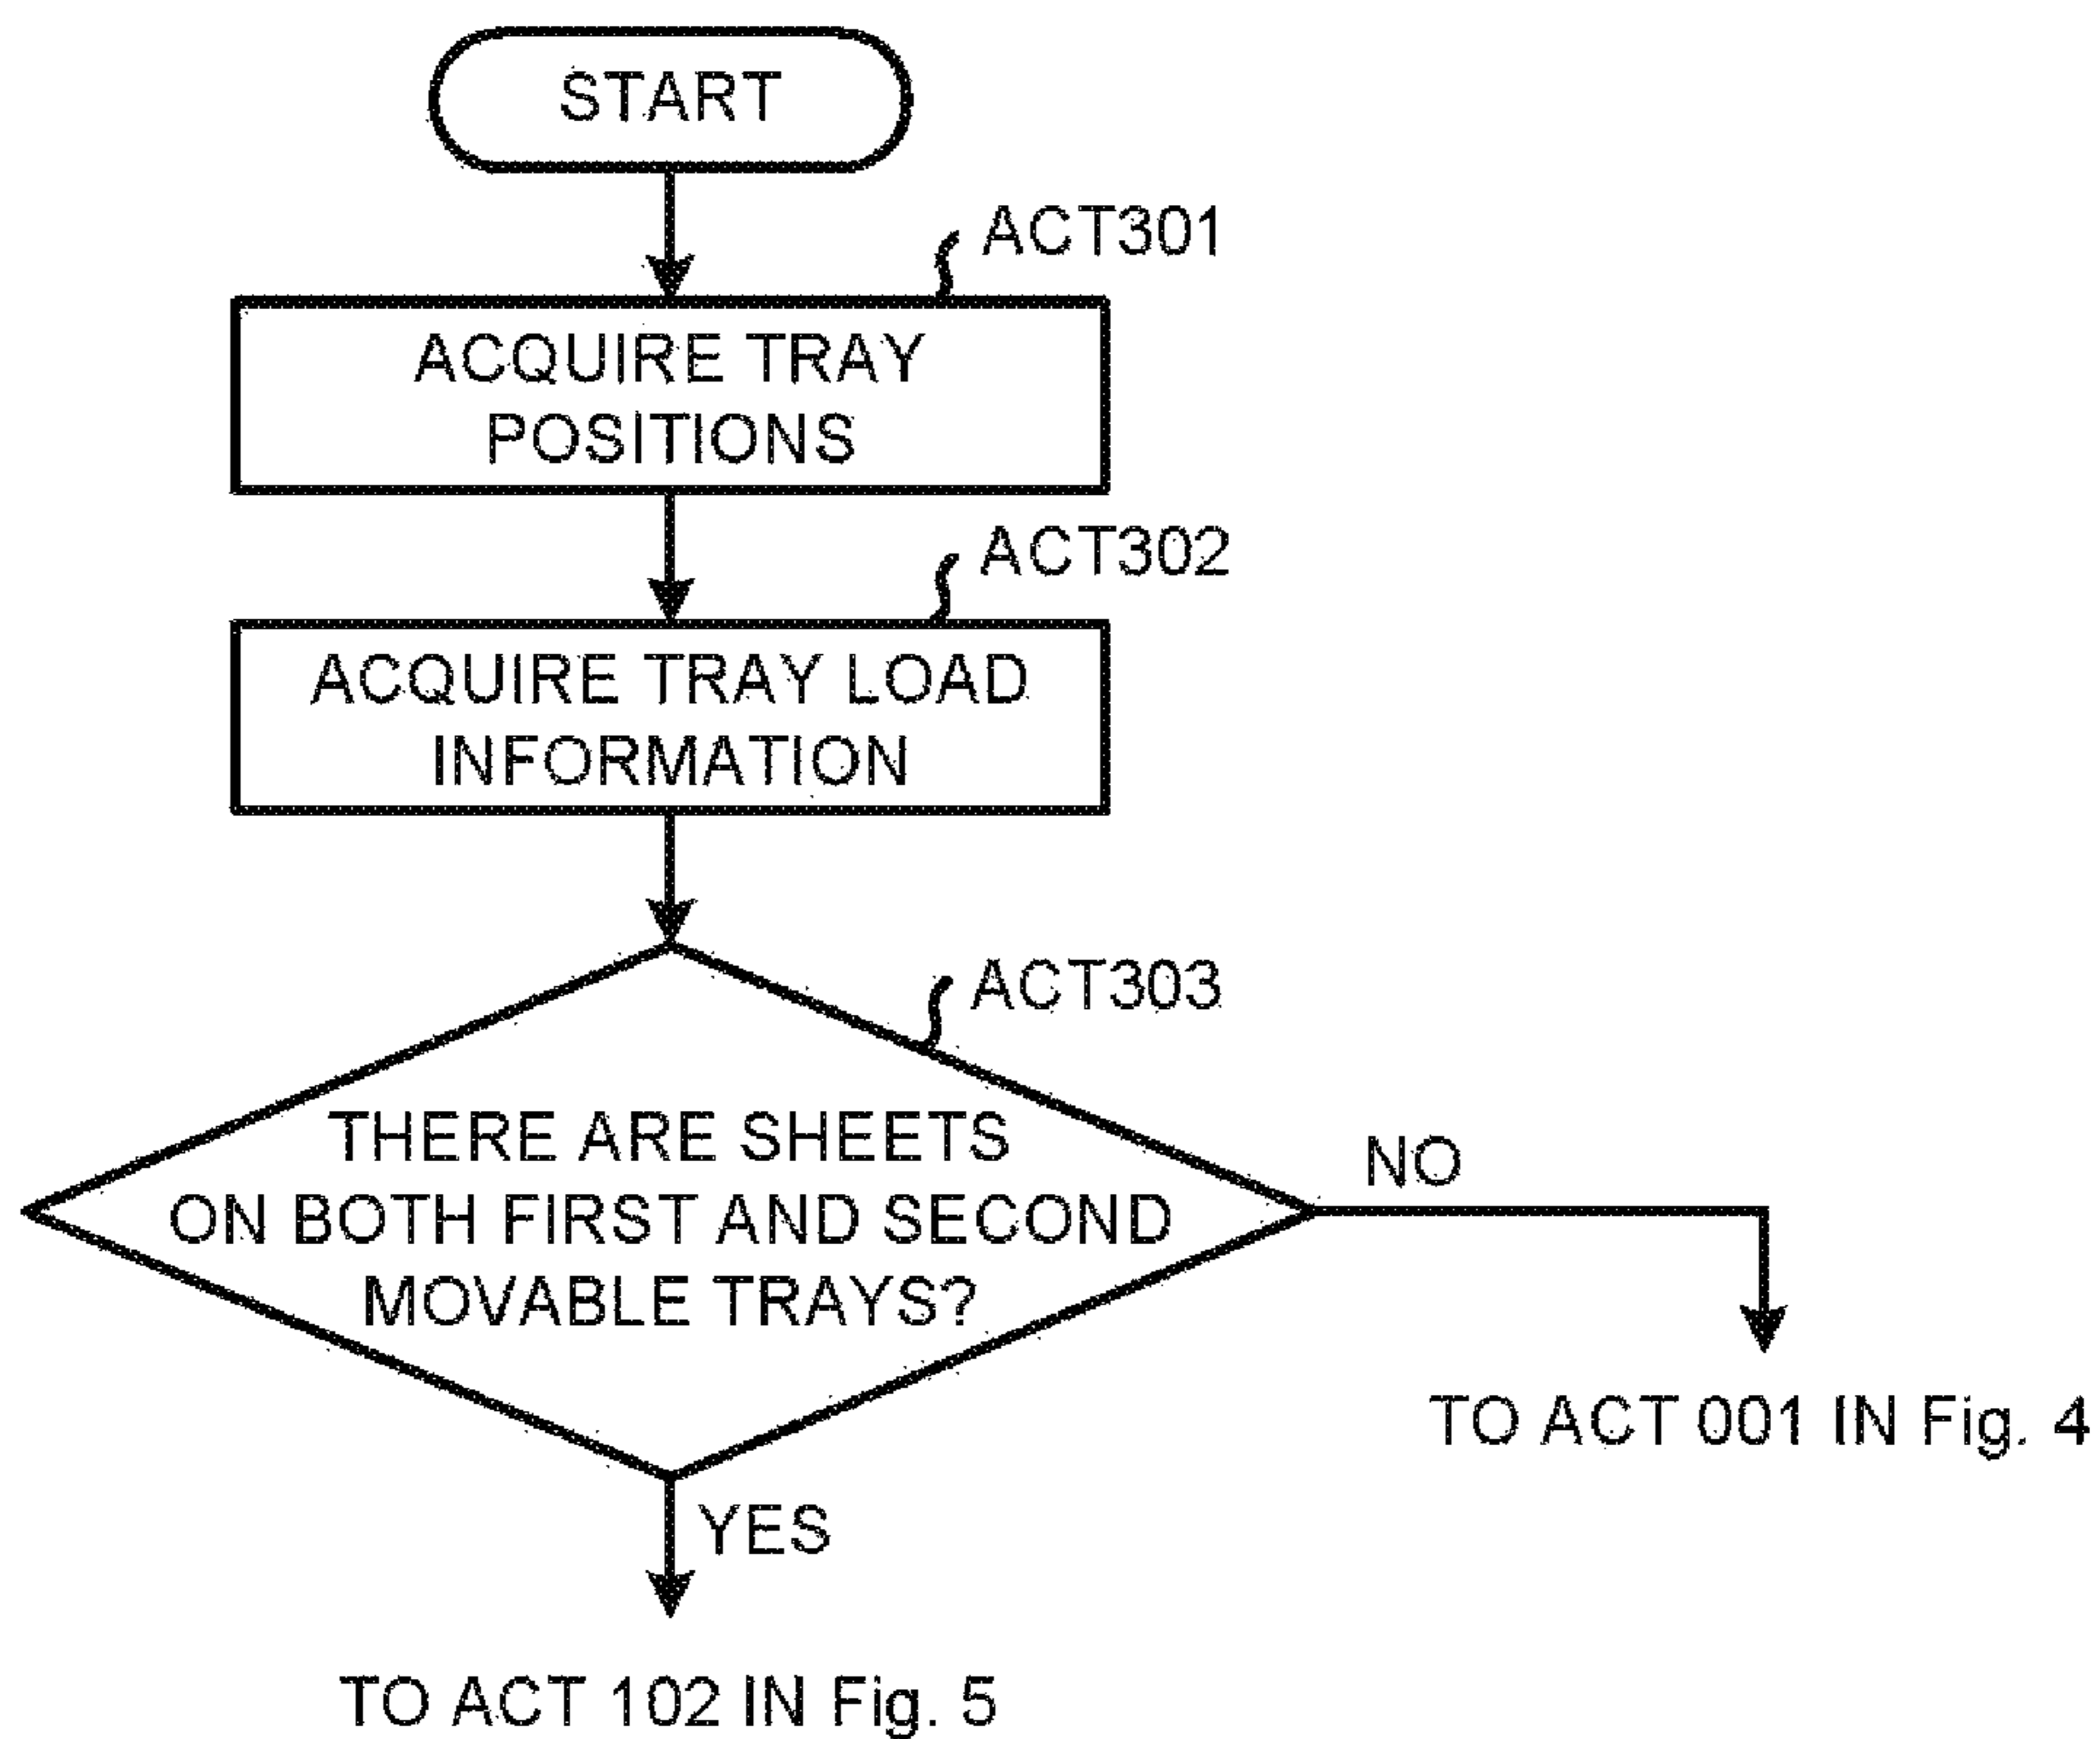 START
ACT301
ACQUIRE TRAY
POSITIONS
ACT302
ACQUIRE TRAY LOAD
INFORMATION
ACT303
THERE ARE SHEETS
ON BOTH FIRST AND SECOND
MOVABLE TRAYS?
NO
TO ACT 001 IN Fig. 4
YES
TO ACT 102 IN Fig. 5